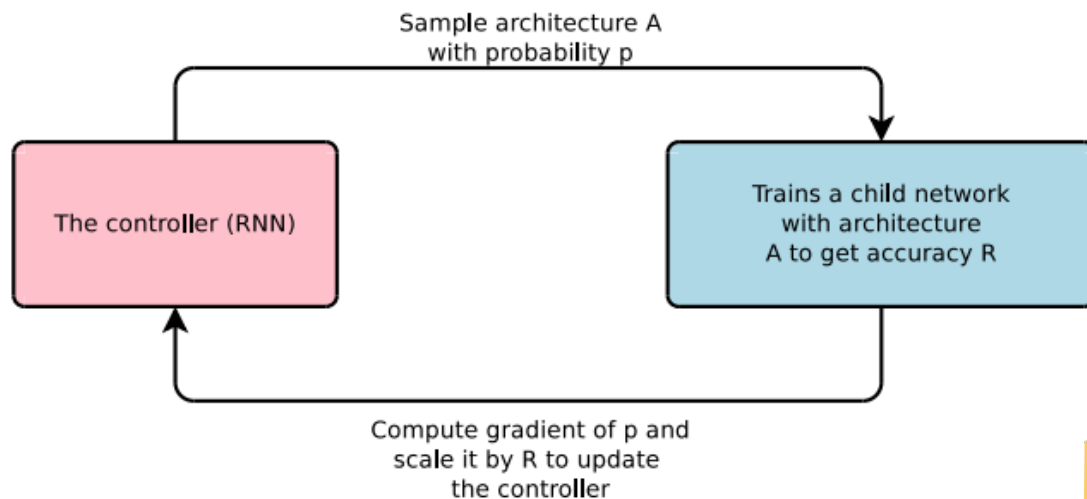 Sample architecture A
with probability p
The controller (RNN)
Trains a child network
with architecture
A to get accuracy R
Compute gradient of p and
scale it by R to update
the controller